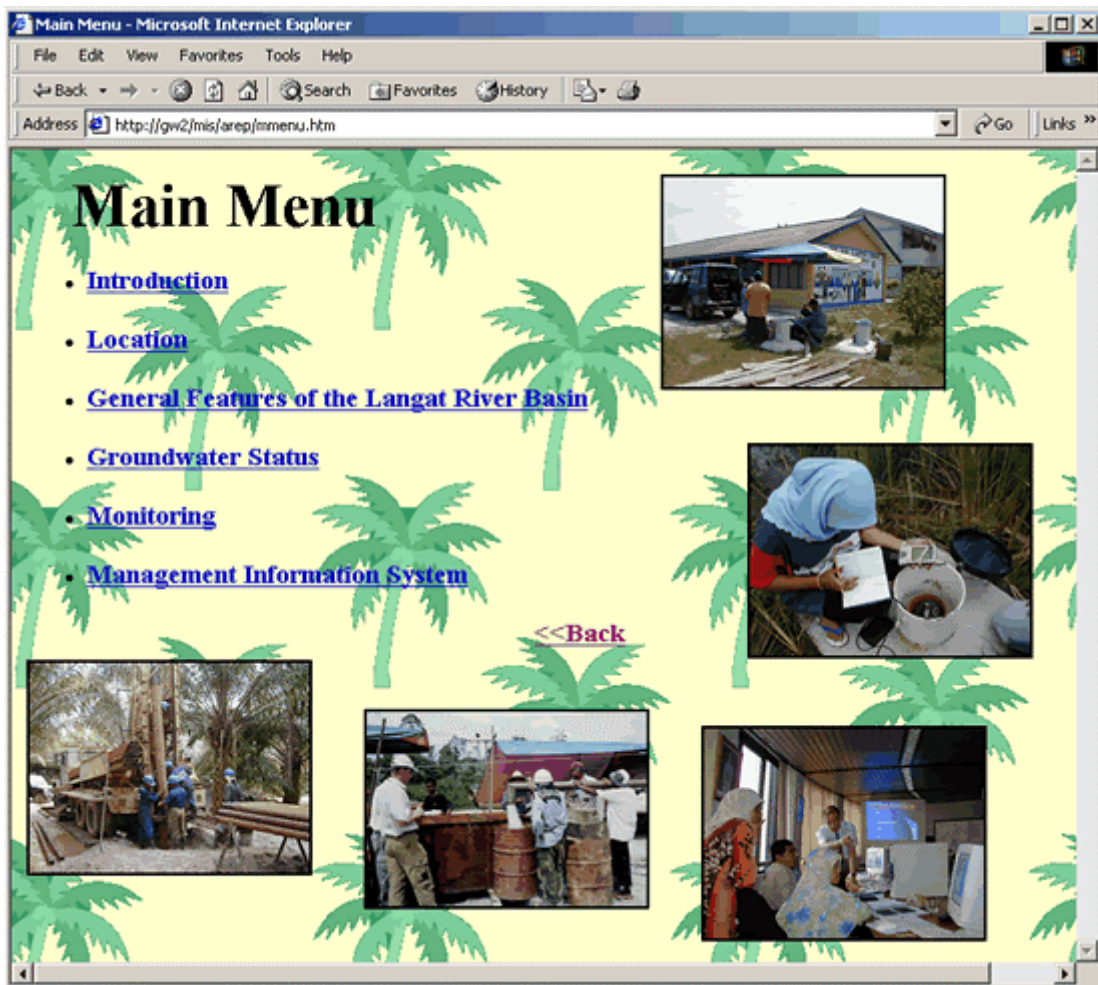 Main Menu - Microsoft Internet Explorer
File Edit View Favorites Tools Help
Back Search Favorites History
Address http://gw2/mis/arep/mmenu.htm Go Links »
Main Menu
Introduction
Location
General Features of the Langat River Basin
Groundwater Status
Monitoring
Management Information System
<<Back